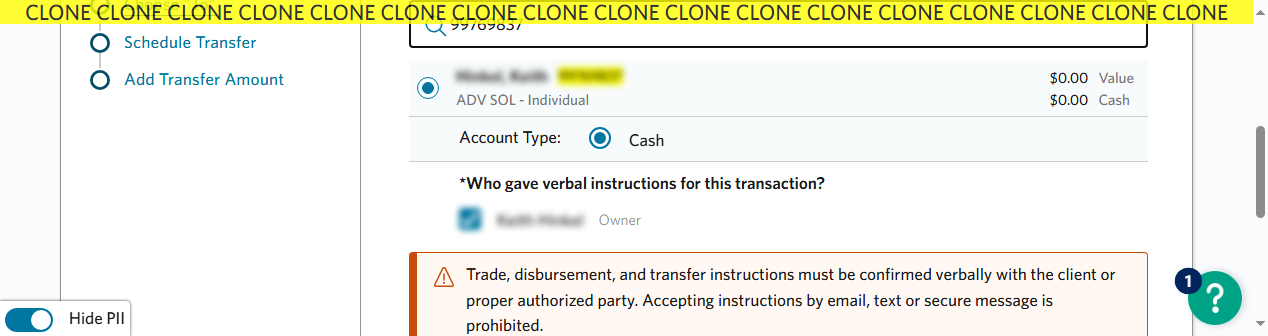 CLONE CLONE CLONE CLONE CLONE CLONE CLONE CLONE CLONE CLONE CLONE CLONE CLONE CLONE CLONE CLONE CLONE
99769837
Schedule Transfer
Add Transfer Amount
$0.00 Value
ADV SOL - Individual
$0.00 Cash
Account Type: Cash
*Who gave verbal instructions for this transaction?
Owner
Trade, disbursement, and transfer instructions must be confirmed verbally with the client or
proper authorized party. Accepting instructions by email, text or secure message is
prohibited.
1
?
Hide PII